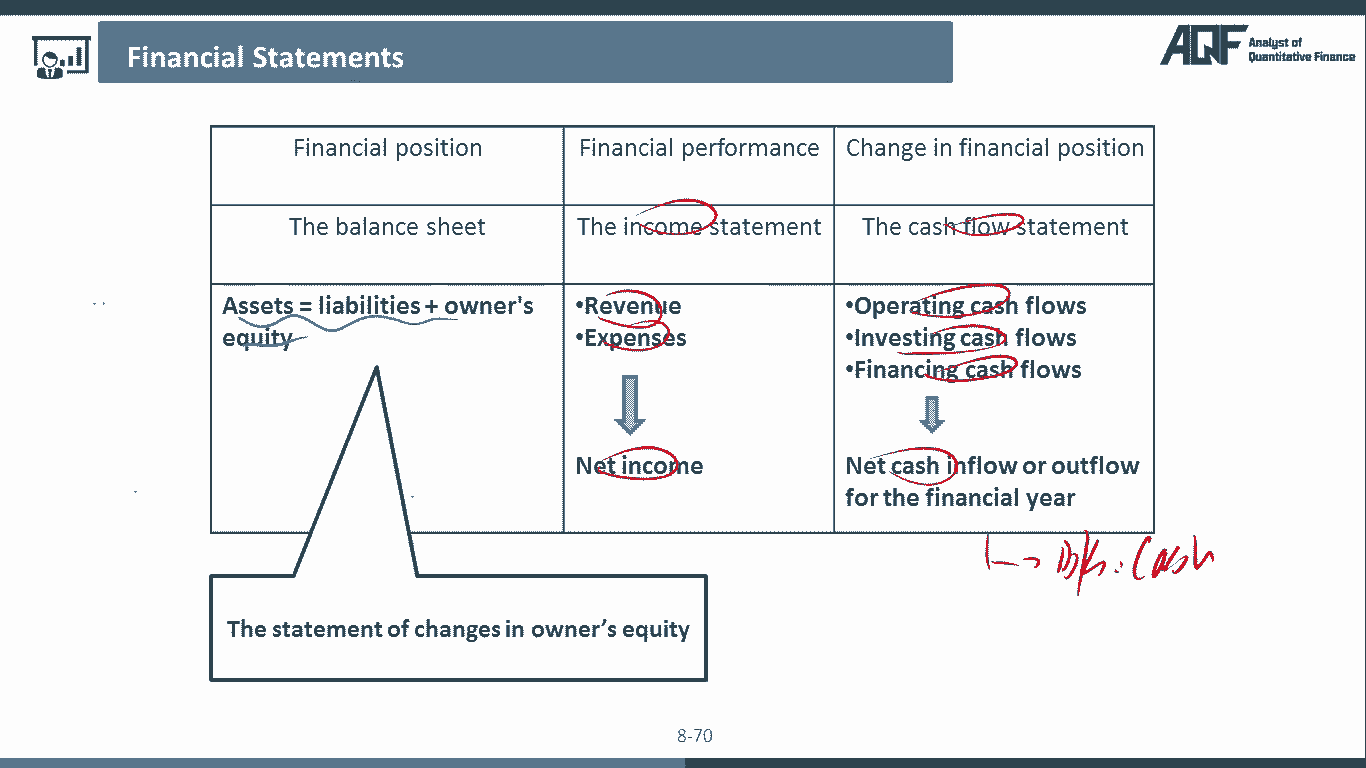 Financial Statements
AQF Analyst of
Quantitative Finance
Financial position
Financial performance
Change in financial position
The balance sheet
The income statement
The cash flow statement
Assets = liabilities + owner's
equity
•Revenue
•Expenses
Net income
•Operating cash flows
•Investing cash flows
•Financing cash flows
Net cash inflow or outflow
for the financial year
B/S: Cash
The statement of changes in owner’s equity
8-70